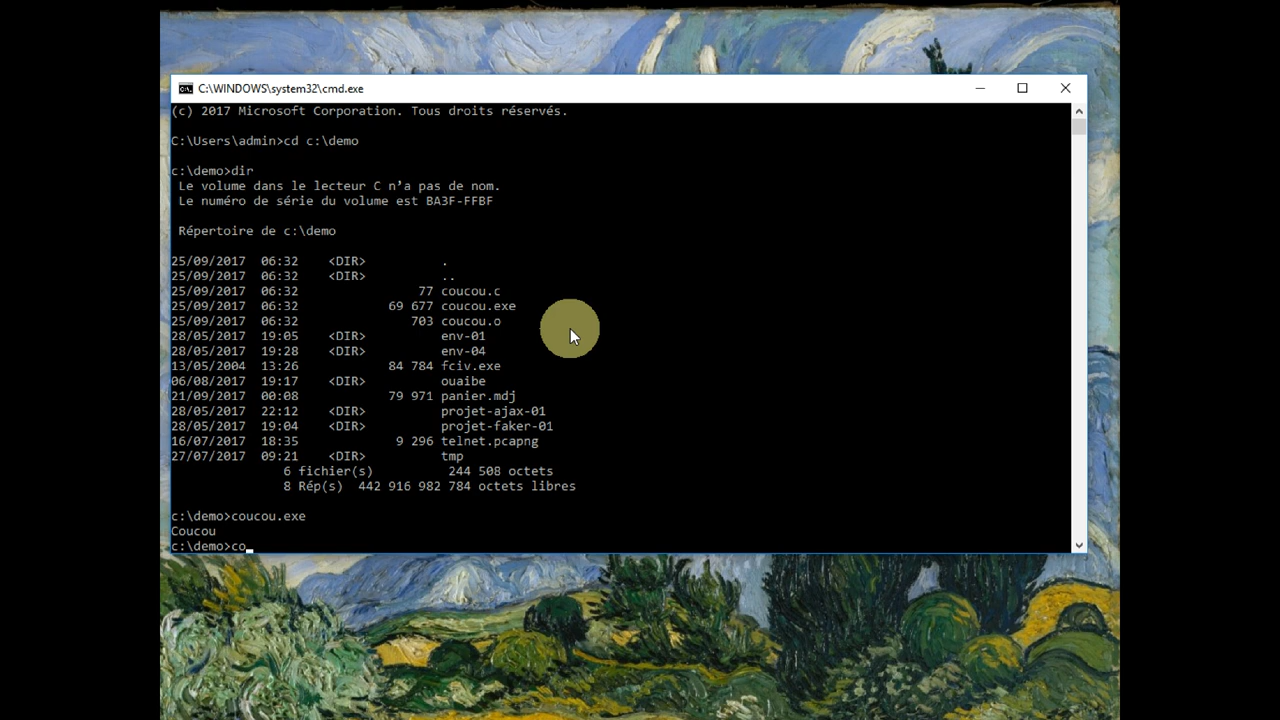 C:\WINDOWS\system32\cmd.exe
(c) 2017 Microsoft Corporation. Tous droits réservés.
C:\Users\admin>cd c:\demo
c:\demo>dir
Le volume dans le lecteur C n’a pas de nom.
Le numéro de série du volume est BA3F-FFBF
Répertoire de c:\demo
25/09/2017 06:32 <DIR> .
25/09/2017 06:32 <DIR> ..
25/09/2017 06:32 77 coucou.c
25/09/2017 06:32 69 677 coucou.exe
25/09/2017 06:32 703 coucou.o
28/05/2017 19:05 <DIR> env-01
28/05/2017 19:28 <DIR> env-04
13/05/2004 13:26 84 784 fciv.exe
06/08/2017 19:17 <DIR> ouaibe
21/09/2017 00:08 79 971 panier.mdj
28/05/2017 22:12 <DIR> projet-ajax-01
28/05/2017 19:04 <DIR> projet-faker-01
16/07/2017 18:35 9 296 telnet.pcapng
27/07/2017 09:21 <DIR> tmp
6 fichier(s) 244 508 octets
8 Rép(s) 442 916 982 784 octets libres
c:\demo>coucou.exe
Coucou
c:\demo>co